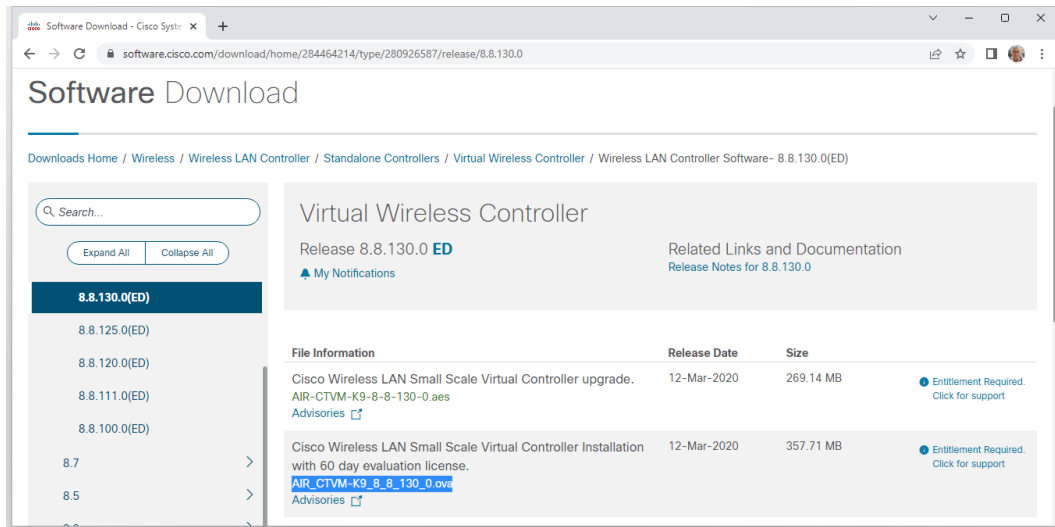 Software Download - Cisco Syste
software.cisco.com/download/home/284464214/type/280926587/release/8.8.130.0
Software Download
Downloads Home / Wireless / Wireless LAN Controller / Standalone Controllers / Virtual Wireless Controller / Wireless LAN Controller Software- 8.8.130.0(ED)
Search...
Expand All
Collapse All
8.8.130.0(ED)
8.8.125.0(ED)
8.8.120.0(ED)
8.8.111.0(ED)
8.8.100.0(ED)
8.7
8.5
Virtual Wireless Controller
Release 8.8.130.0 ED
My Notifications
Related Links and Documentation
Release Notes for 8.8.130.0
File Information
Release Date
Size
Cisco Wireless LAN Small Scale Virtual Controller upgrade.
AIR-CTVM-K9-8-8-130-0.aes
Advisories
12-Mar-2020
269.14 MB
Entitlement Required.
Click for support
Cisco Wireless LAN Small Scale Virtual Controller Installation
with 60 day evaluation license.
AIR_CTVM-K9_8_8_130_0.ova
Advisories
12-Mar-2020
357.71 MB
Entitlement Required.
Click for support